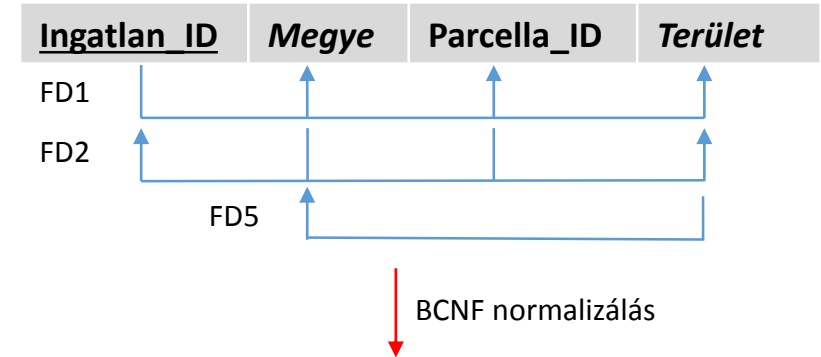 Ingatlan_ID Megye Parcella_ID Terület
FD1
FD2
FD5
BCNF normalizálás